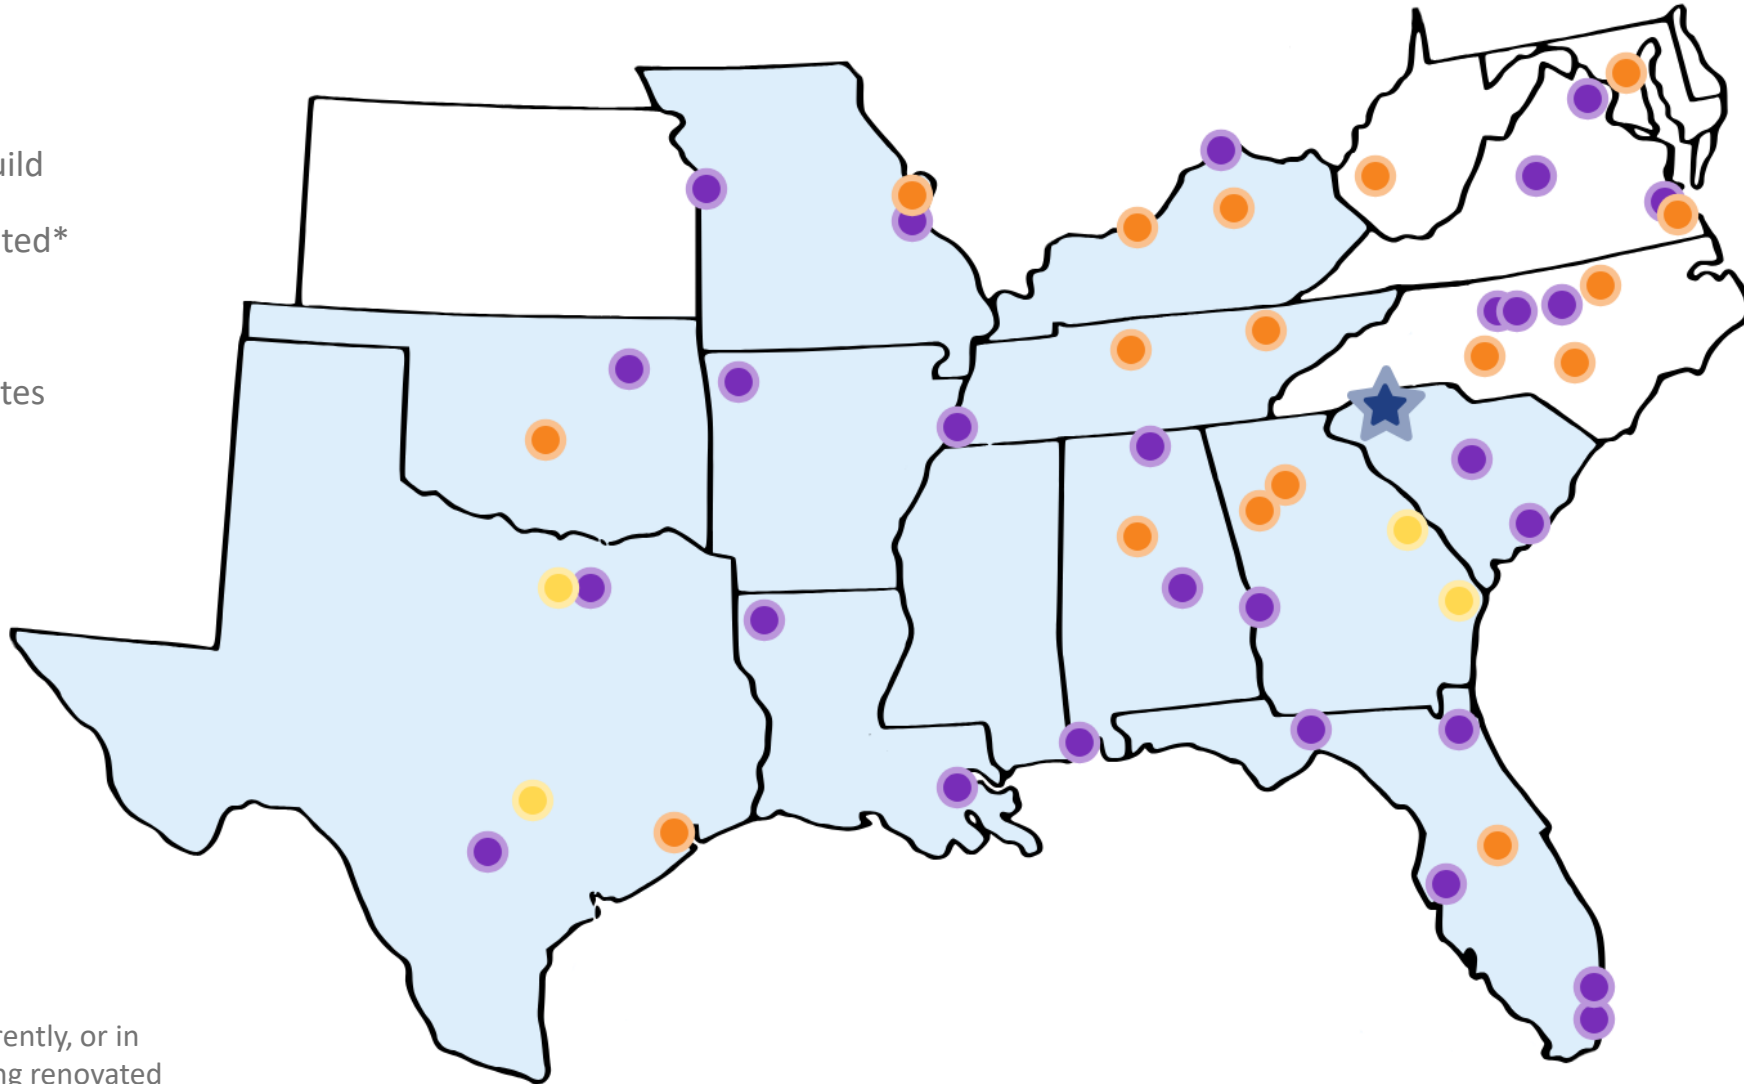 uild
ted*
tes
rently, or in
ng renovated